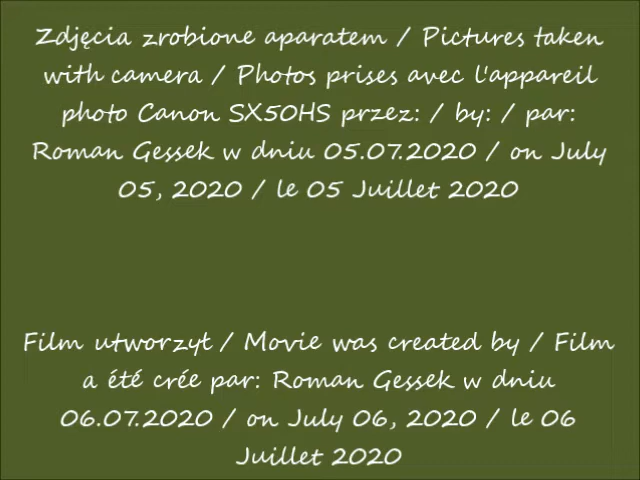 Zdjęcia zrobione aparatem / Pictures taken
with camera / Photos prises avec l'appareil
photo Canon SX50HS przez: / by: / par:
Roman Gessek w dniu 05.07.2020 / on July
05, 2020 / le 05 Juillet 2020
Film utworzył / Movie was created by / Film
a été crée par: Roman Gessek w dniu
06.07.2020 / on July 06, 2020 / le 06
Juillet 2020